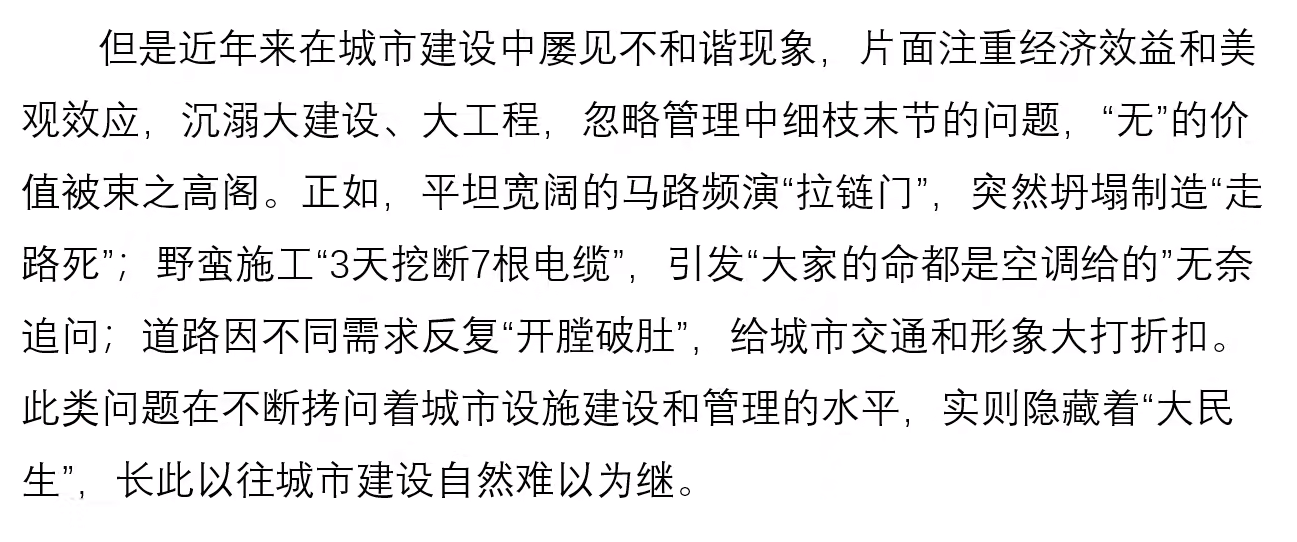 但是近年来在城市建设中屡见不和谐现象，片面注重经济效益和美
观效应，沉溺大建设、大工程，忽略管理中细枝末节的问题，“无”的价
值被束之高阁。正如，平坦宽阔的马路频演“拉链门”，突然坍塌制造“走
路死”；野蛮施工“3天挖断7根电缆”，引发“大家的命都是空调给的”无奈
追问；道路因不同需求反复“开膛破肚”，给城市交通和形象大打折扣。
此类问题在不断拷问着城市设施建设和管理的水平，实则隐藏着“大民
生”，长此以往城市建设自然难以为继。